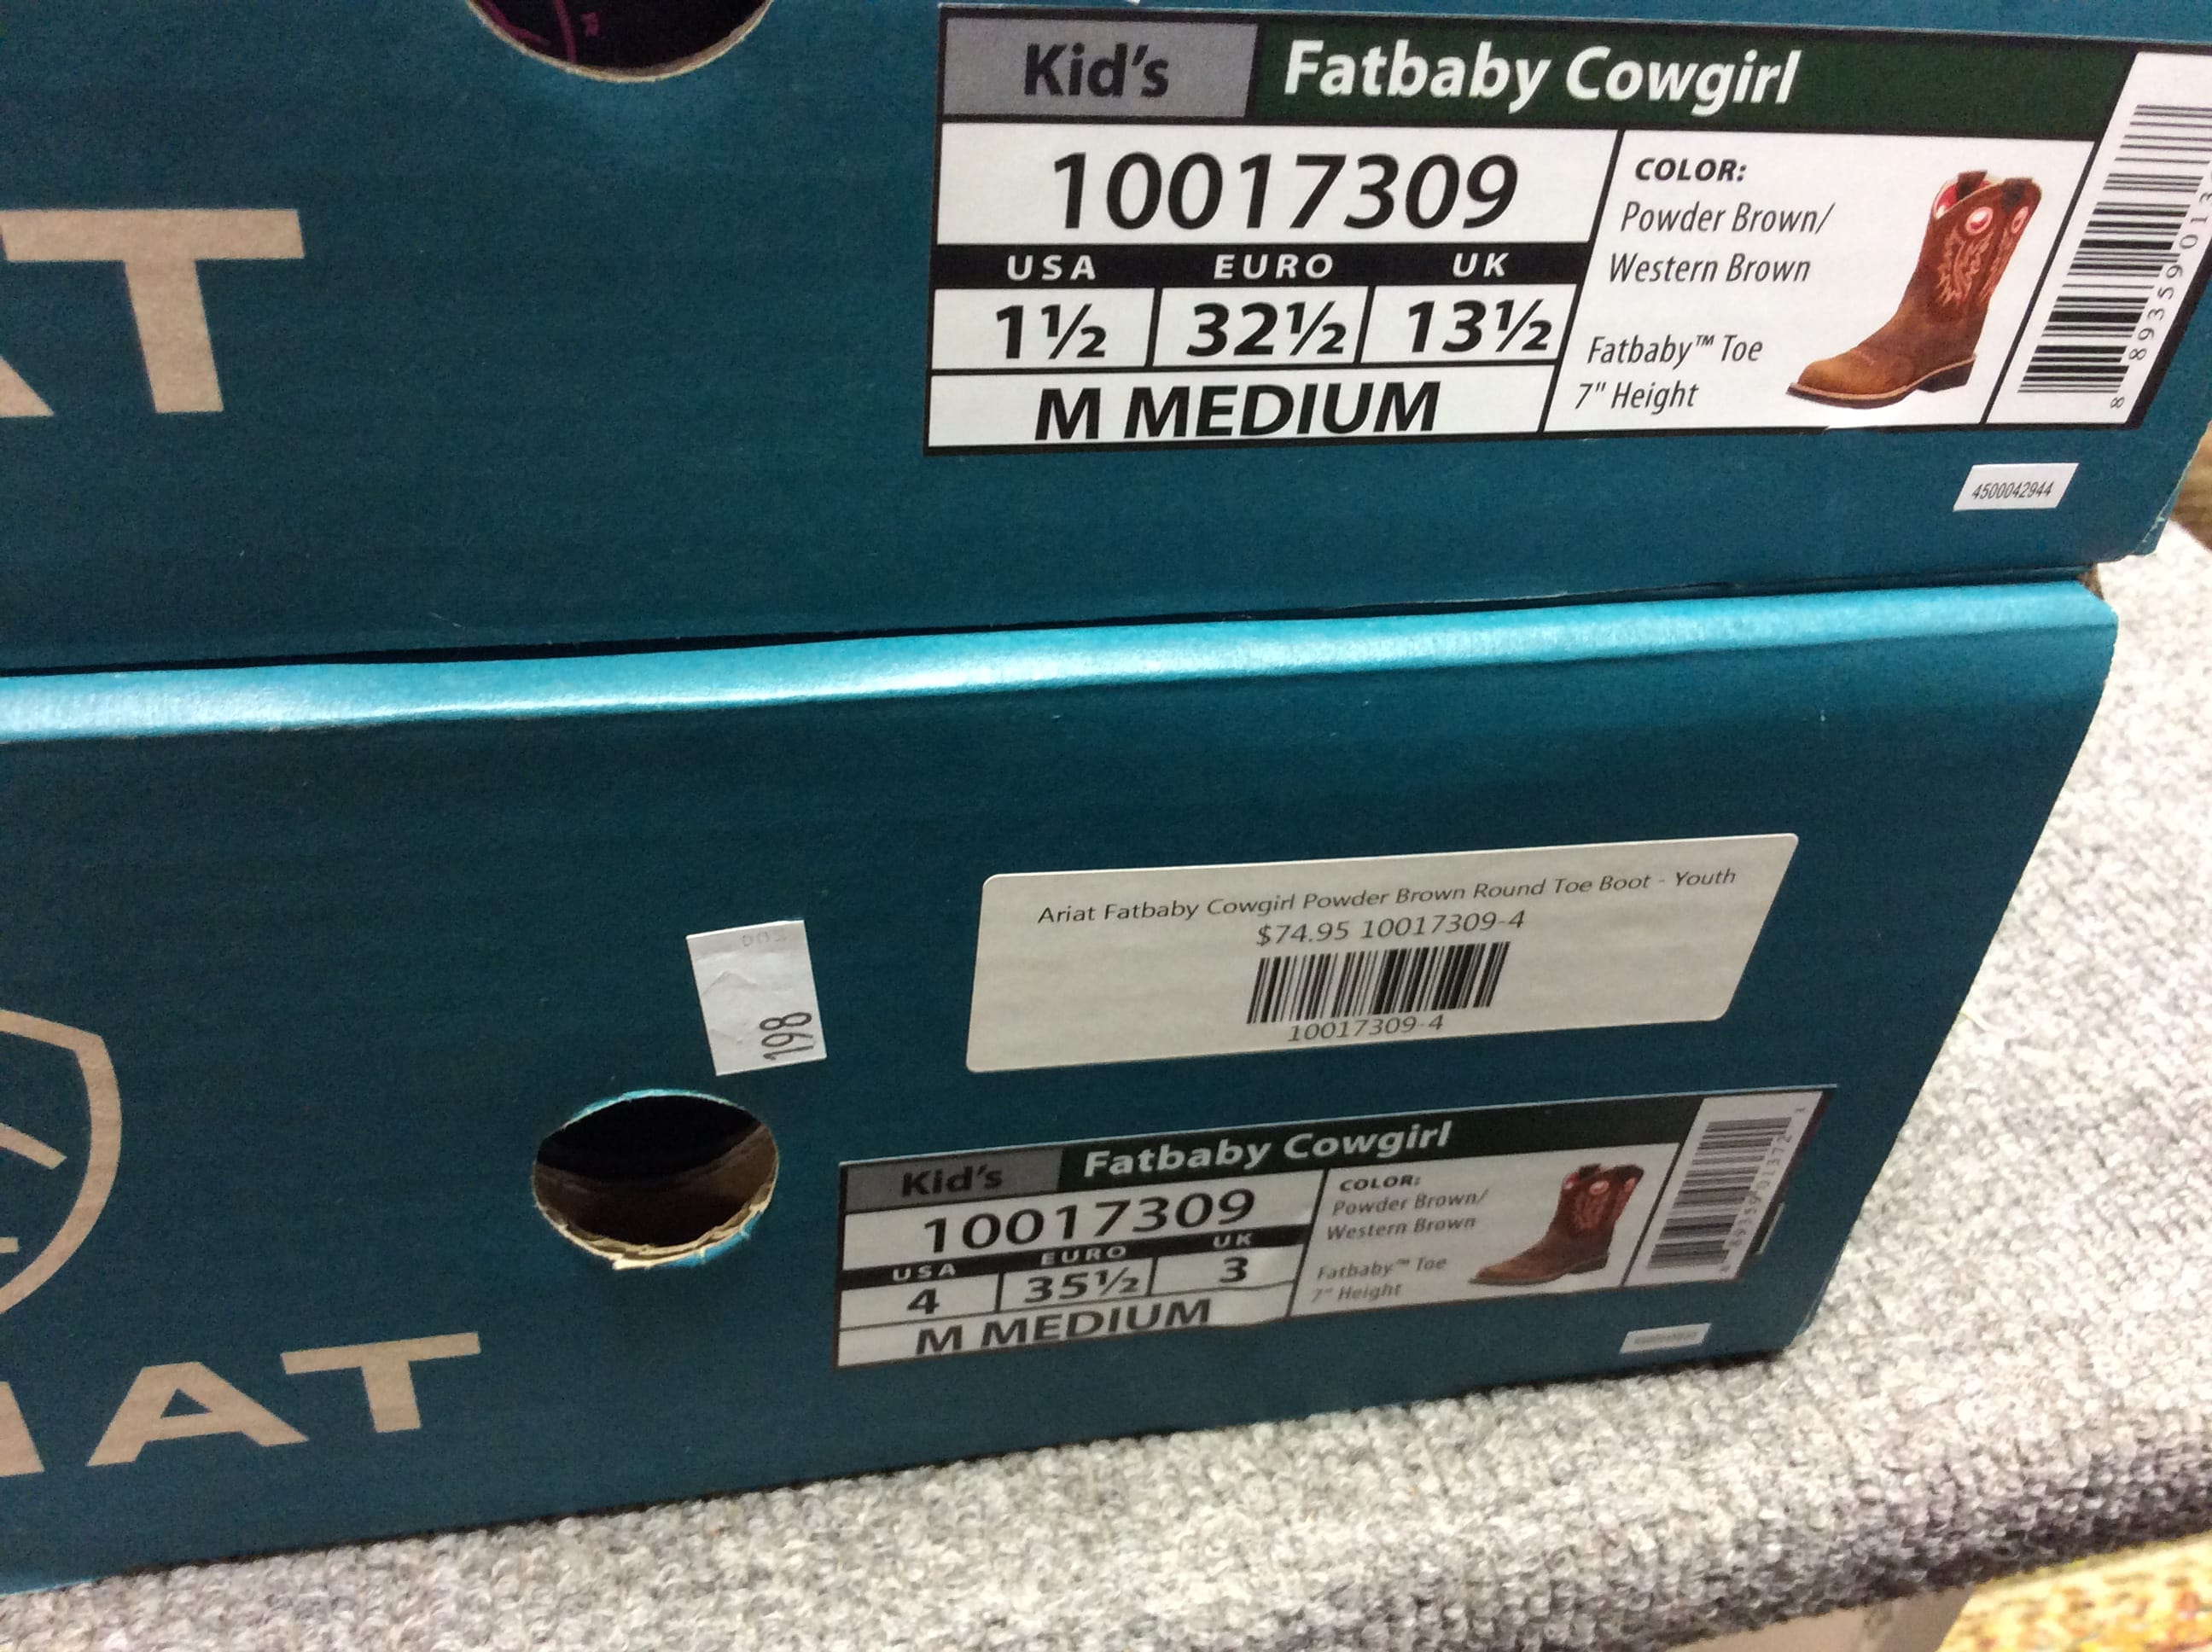 Kid's
Fatbaby Cowgirl
10017309
USA EURO UK
1½ 32½ 13½
M MEDIUM
COLOR:
Powder Brown/
Western Brown
Fatbaby™ Toe
7" Height
4500042944
AT
Ariat Fatbaby Cowgirl Powder Brown Round Toe Boot - Youth
$74.95 10017309-4
10017309-4
198
Kid's
Fatbaby Cowgirl
10017309
USA EURO UK
4 35½ 3
M MEDIUM
COLOR:
Powder Brown/
Western Brown
Fatbaby™ Toe
7" Height
IAT